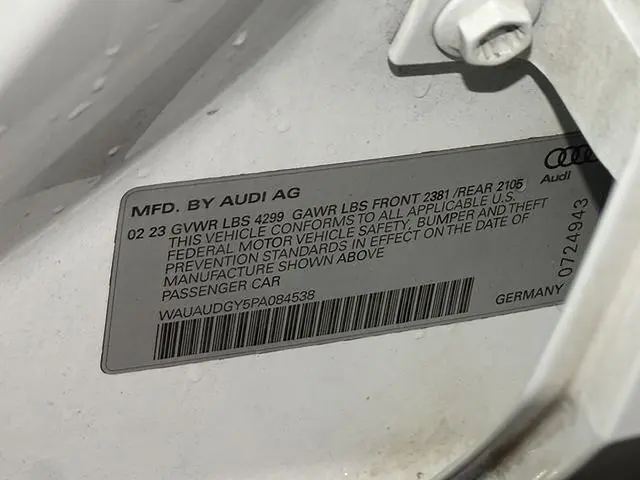 MFD. BY AUDI AG
02 23 GVWR LBS 4299 GAWR LBS FRONT 2381 /REAR 2105
THIS VEHICLE CONFORMS TO ALL APPLICABLE U.S.
FEDERAL MOTOR VEHICLE SAFETY, BUMPER AND THEFT
PREVENTION STANDARDS IN EFFECT ON THE DATE OF
MANUFACTURE SHOWN ABOVE
PASSENGER CAR
WAUAUDGY5PA084538
GERMANY
Audi
0724943